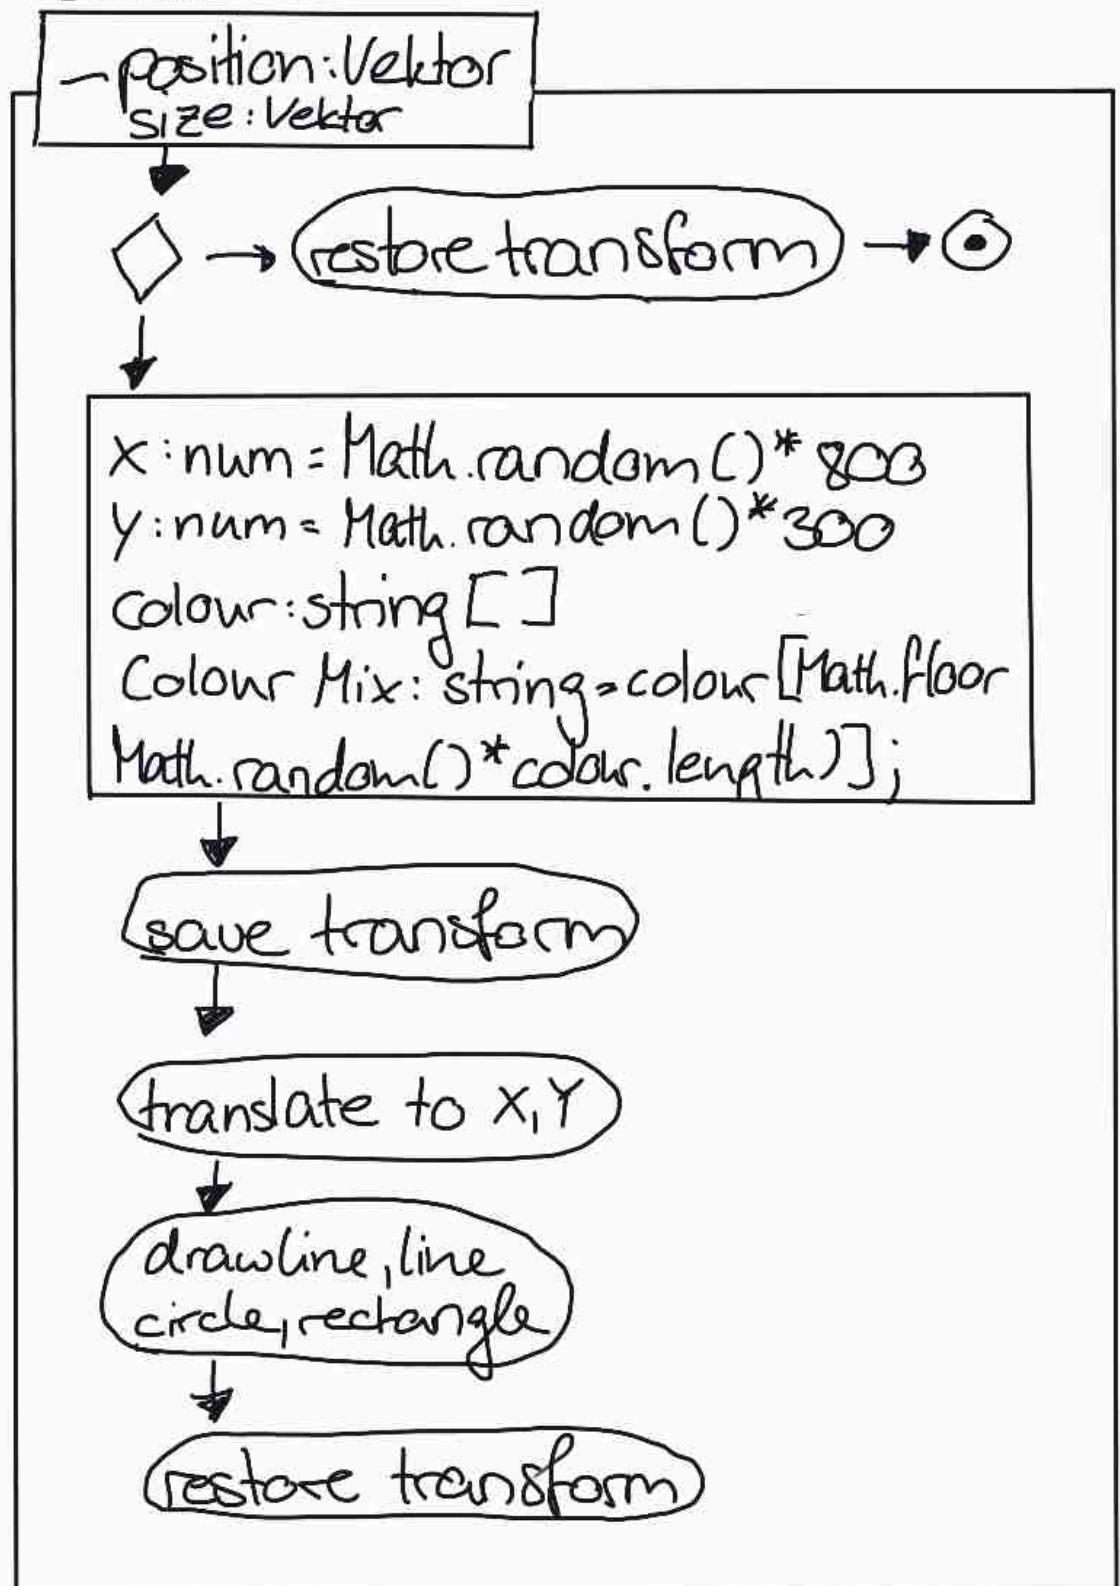 – position: Vektor
size: Vektor
restore transform
X: num = Math.random()* 800
Y: num = Math.random()* 300
colour: string[]
Colour Mix: string = colour [Math.floor
Math.random()*colour.length)];
save transform
translate to X,Y
drawline, line
circle, rectangle
restore transform